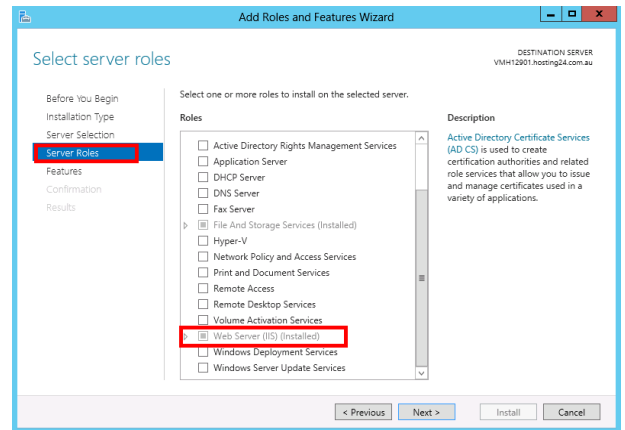 Add Roles and Features Wizard
Select server roles
DESTINATION SERVER
VMH12901.hosting24.com.au
Before You Begin
Installation Type
Server Selection
Server Roles
Features
Confirmation
Results
Select one or more roles to install on the selected server.
Roles
Active Directory Rights Management Services
Application Server
DHCP Server
DNS Server
Fax Server
File And Storage Services (Installed)
Hyper-V
Network Policy and Access Services
Print and Document Services
Remote Access
Remote Desktop Services
Volume Activation Services
Web Server (IIS) (Installed)
Windows Deployment Services
Windows Server Update Services
Description
Active Directory Certificate Services
(AD CS) is used to create
certification authorities and related
role services that allow you to issue
and manage certificates used in a
variety of applications.
< Previous
Next >
Install
Cancel